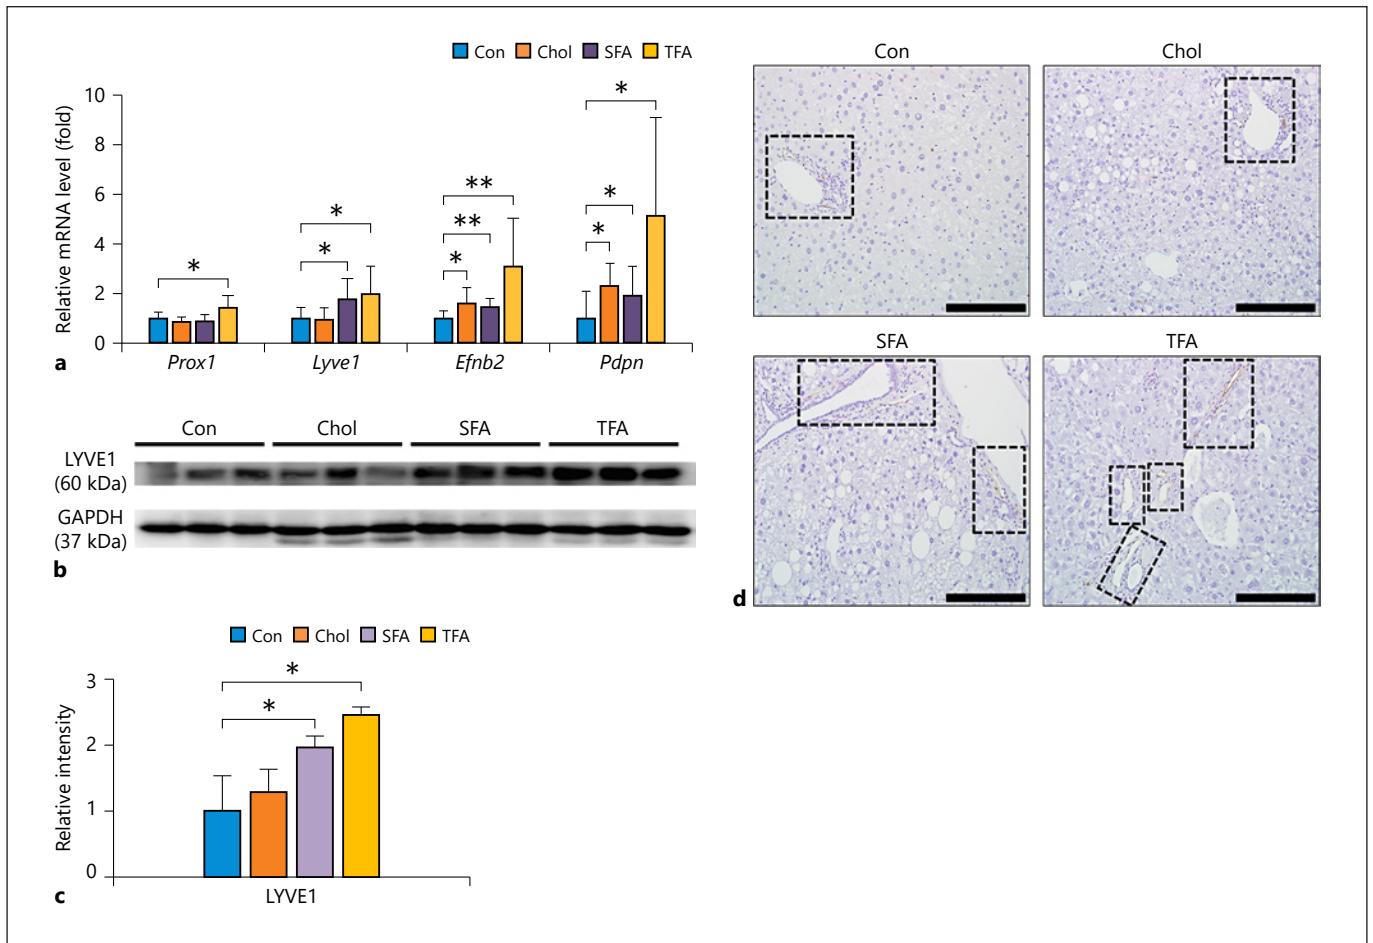 Con Chol SFA TFA
Relative mRNA level (fold)
10
8
6
4
2
0
*
* *
* ** **
* * *
Prox1 Lyve1 Efnb2 Pdpn
a
Con Chol SFA TFA
LYVE1
(60 kDa)
GAPDH
(37 kDa)
b
Con Chol SFA TFA
Relative intensity
3
2
1
0
*
*
LYVE1
c
Con Chol
SFA TFA
d